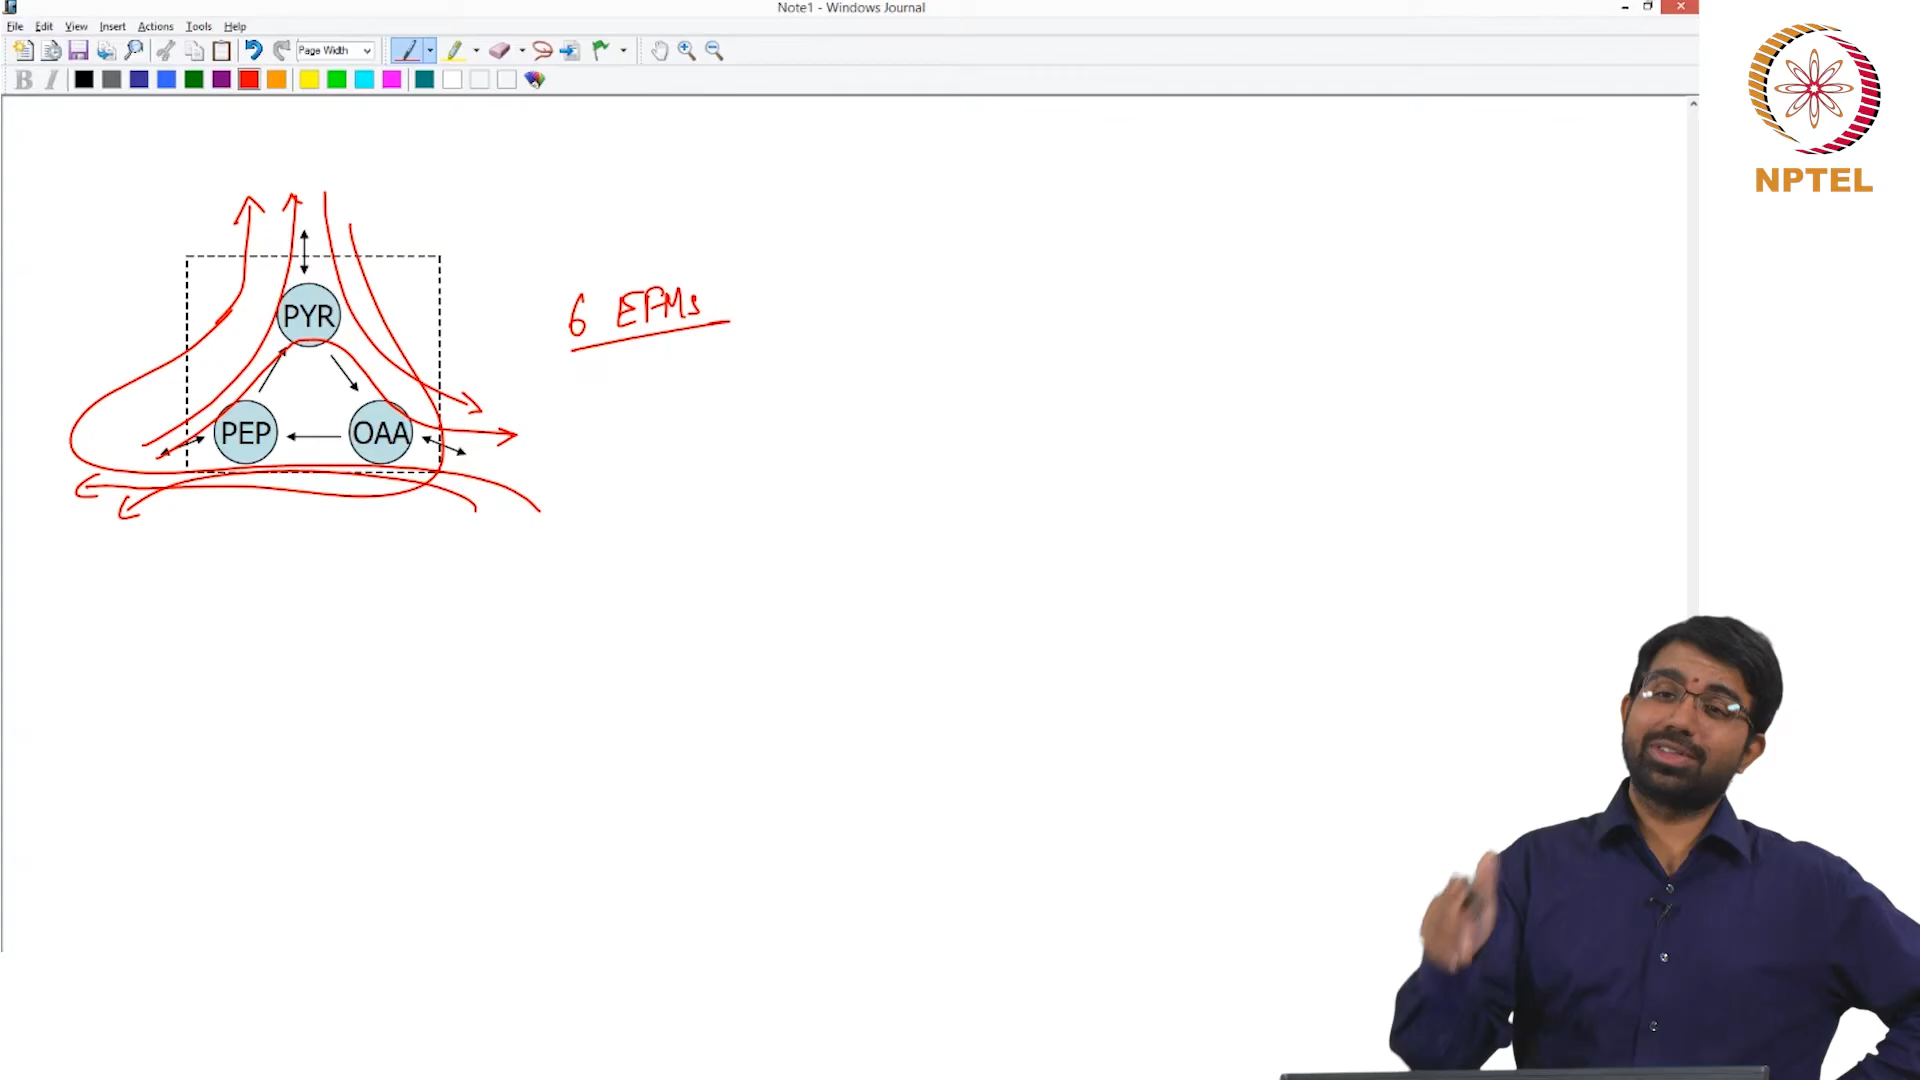 Note1 - Windows Journal
File Edit View Insert Actions Tools Help
Page Width
B I
NPTEL
PYR
6 EFMs
PEP
OAA